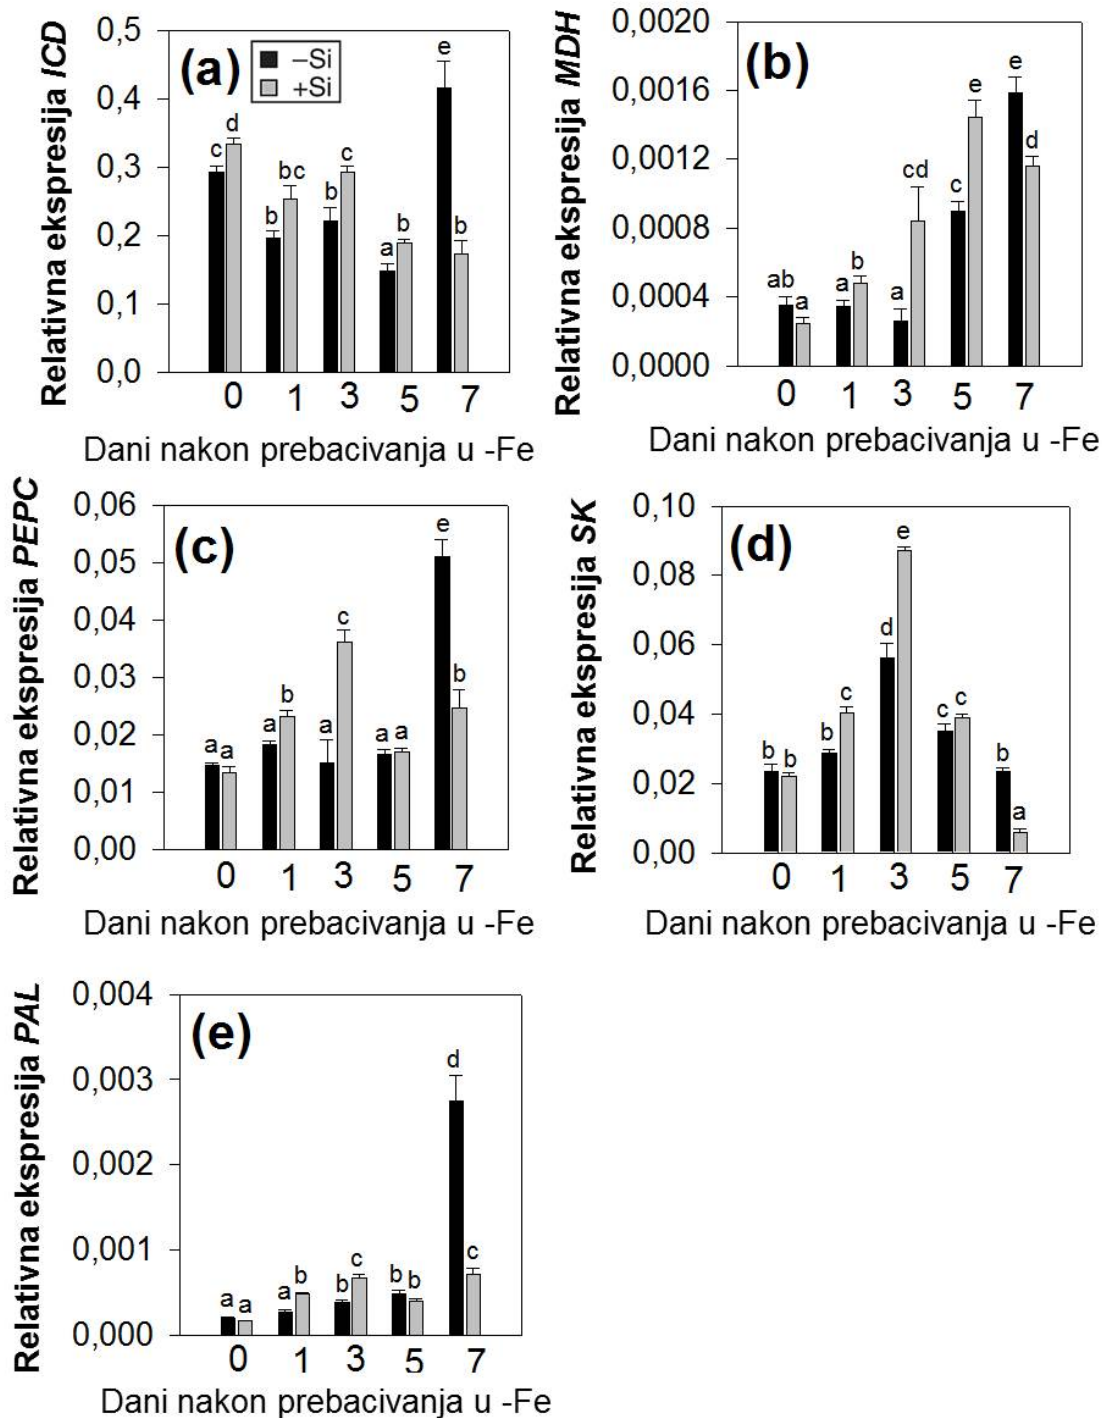 Relativna ekspresija ICD
0,5
0,4
0,3
0,2
0,1
0,0
(a)
–Si
+Si
c
d
b
bc
b
c
a
b
e
b
0 1 3 5 7
Dani nakon prebacivanja u -Fe
Relativna ekspresija MDH
0,0020
0,0016
0,0012
0,0008
0,0004
0,0000
(b)
ab
a
a
b
a
cd
c
e
e
d
0 1 3 5 7
Dani nakon prebacivanja u -Fe
Relativna ekspresija PEPC
0,06
0,05
0,04
0,03
0,02
0,01
0,00
(c)
a
a
a
b
a
c
a
a
e
b
0 1 3 5 7
Dani nakon prebacivanja u -Fe
Relativna ekspresija SK
0,10
0,08
0,06
0,04
0,02
0,00
(d)
b
b
b
c
d
e
c
c
b
a
0 1 3 5 7
Dani nakon prebacivanja u -Fe
Relativna ekspresija PAL
0,004
0,003
0,002
0,001
0,000
(e)
a
a
a
b
b
c
b
b
d
c
0 1 3 5 7
Dani nakon prebacivanja u -Fe